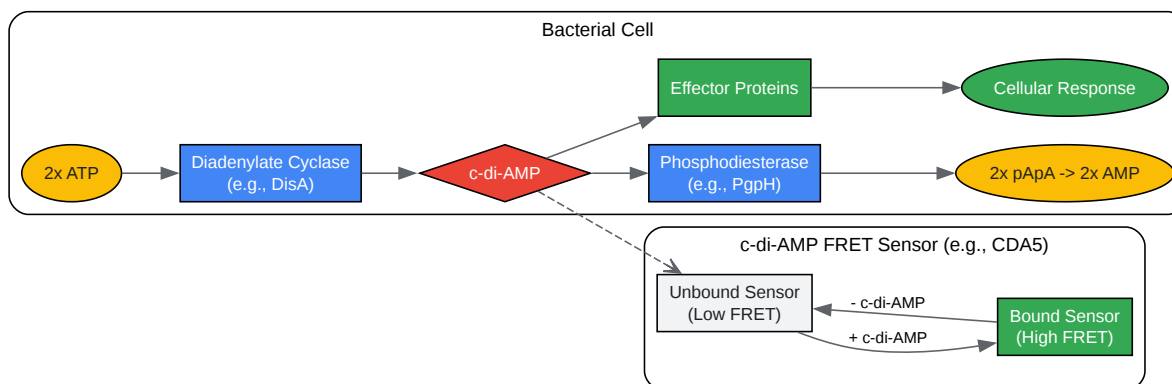 Bacterial Cell
Effector Proteins
Cellular Response
2x ATP
Diadenylate Cyclase
(e.g., DisA)
c-di-AMP
Phosphodiesterase
(e.g., PgpH)
2x pApA -> 2x AMP
c-di-AMP FRET Sensor (e.g., CDA5)
Unbound Sensor
(Low FRET)
- c-di-AMP
+ c-di-AMP
Bound Sensor
(High FRET)